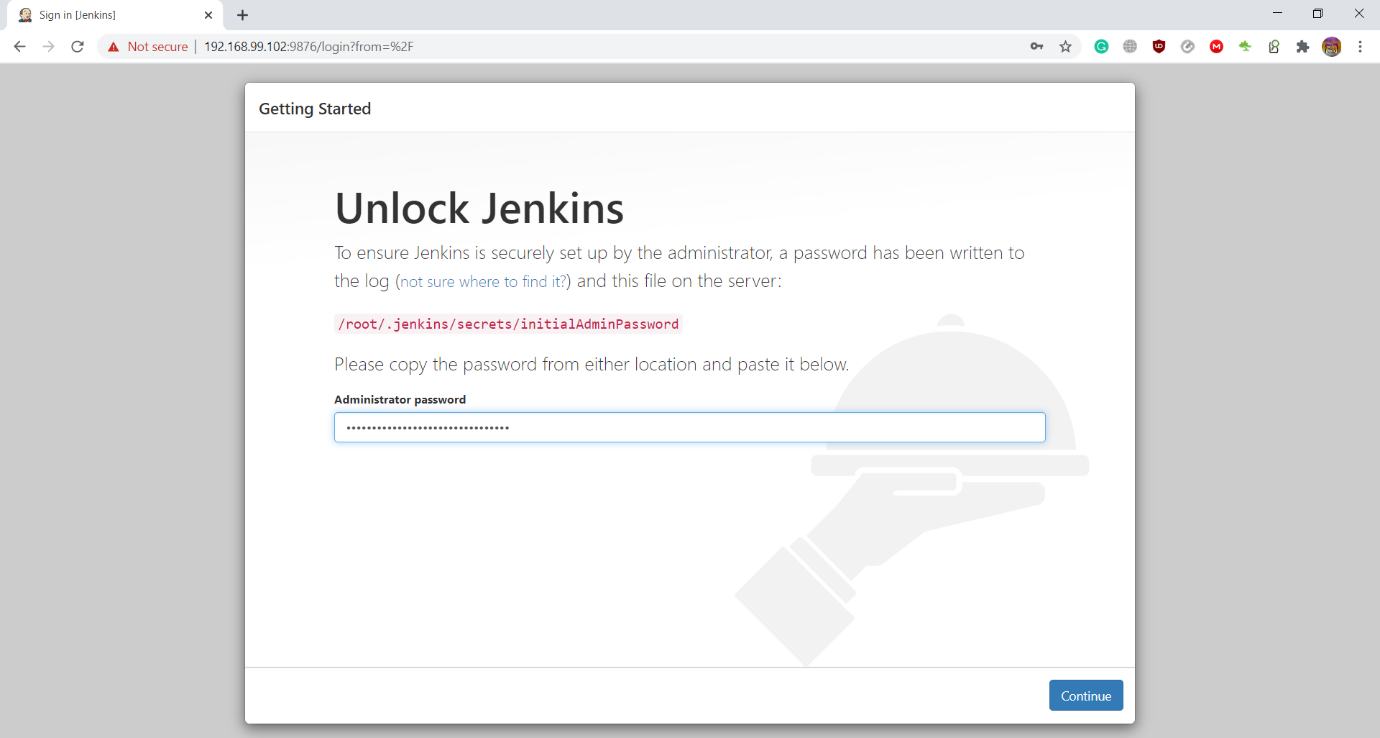 Sign in [Jenkins]
Not secure | 192.168.99.102:9876/login?from=%2F
Getting Started
Unlock Jenkins
To ensure Jenkins is securely set up by the administrator, a password has been written to
the log (not sure where to find it?) and this file on the server:
/root/.jenkins/secrets/initialAdminPassword
Please copy the password from either location and paste it below.
Administrator password
••••••••••••••••••••••••••••••••
Continue